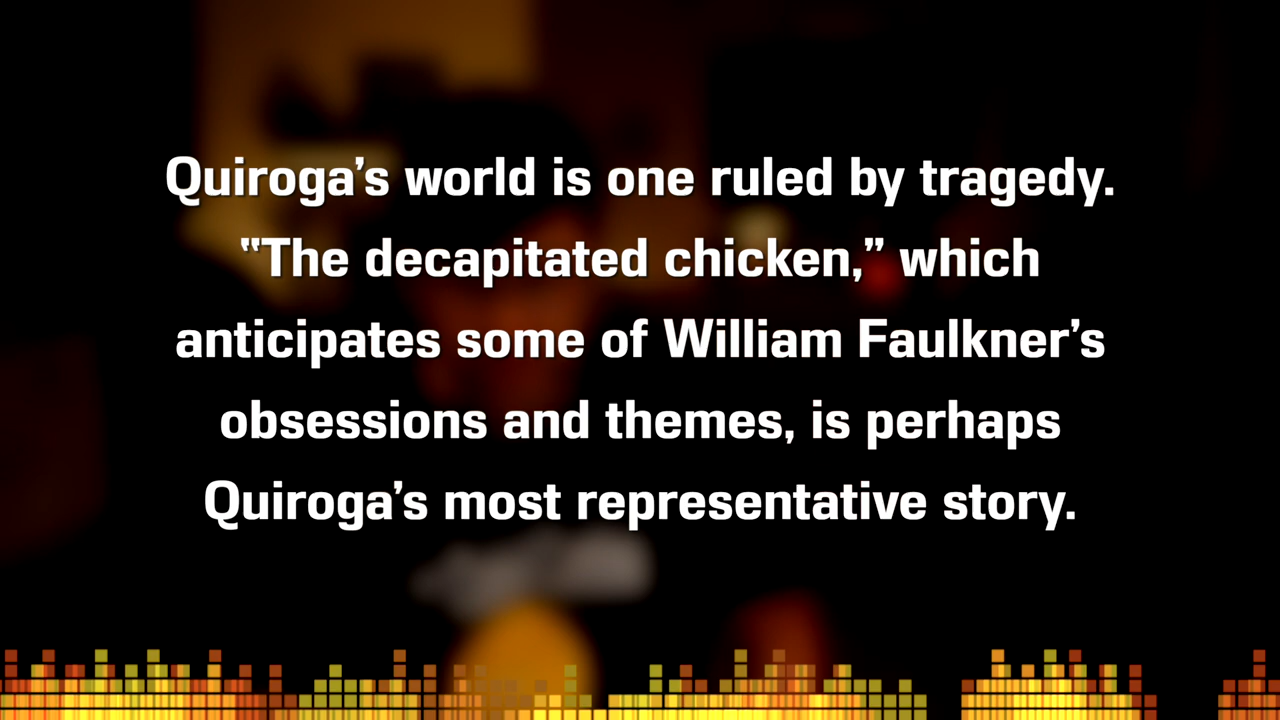 Quiroga’s world is one ruled by tragedy.
“The decapitated chicken,” which
anticipates some of William Faulkner’s
obsessions and themes, is perhaps
Quiroga’s most representative story.